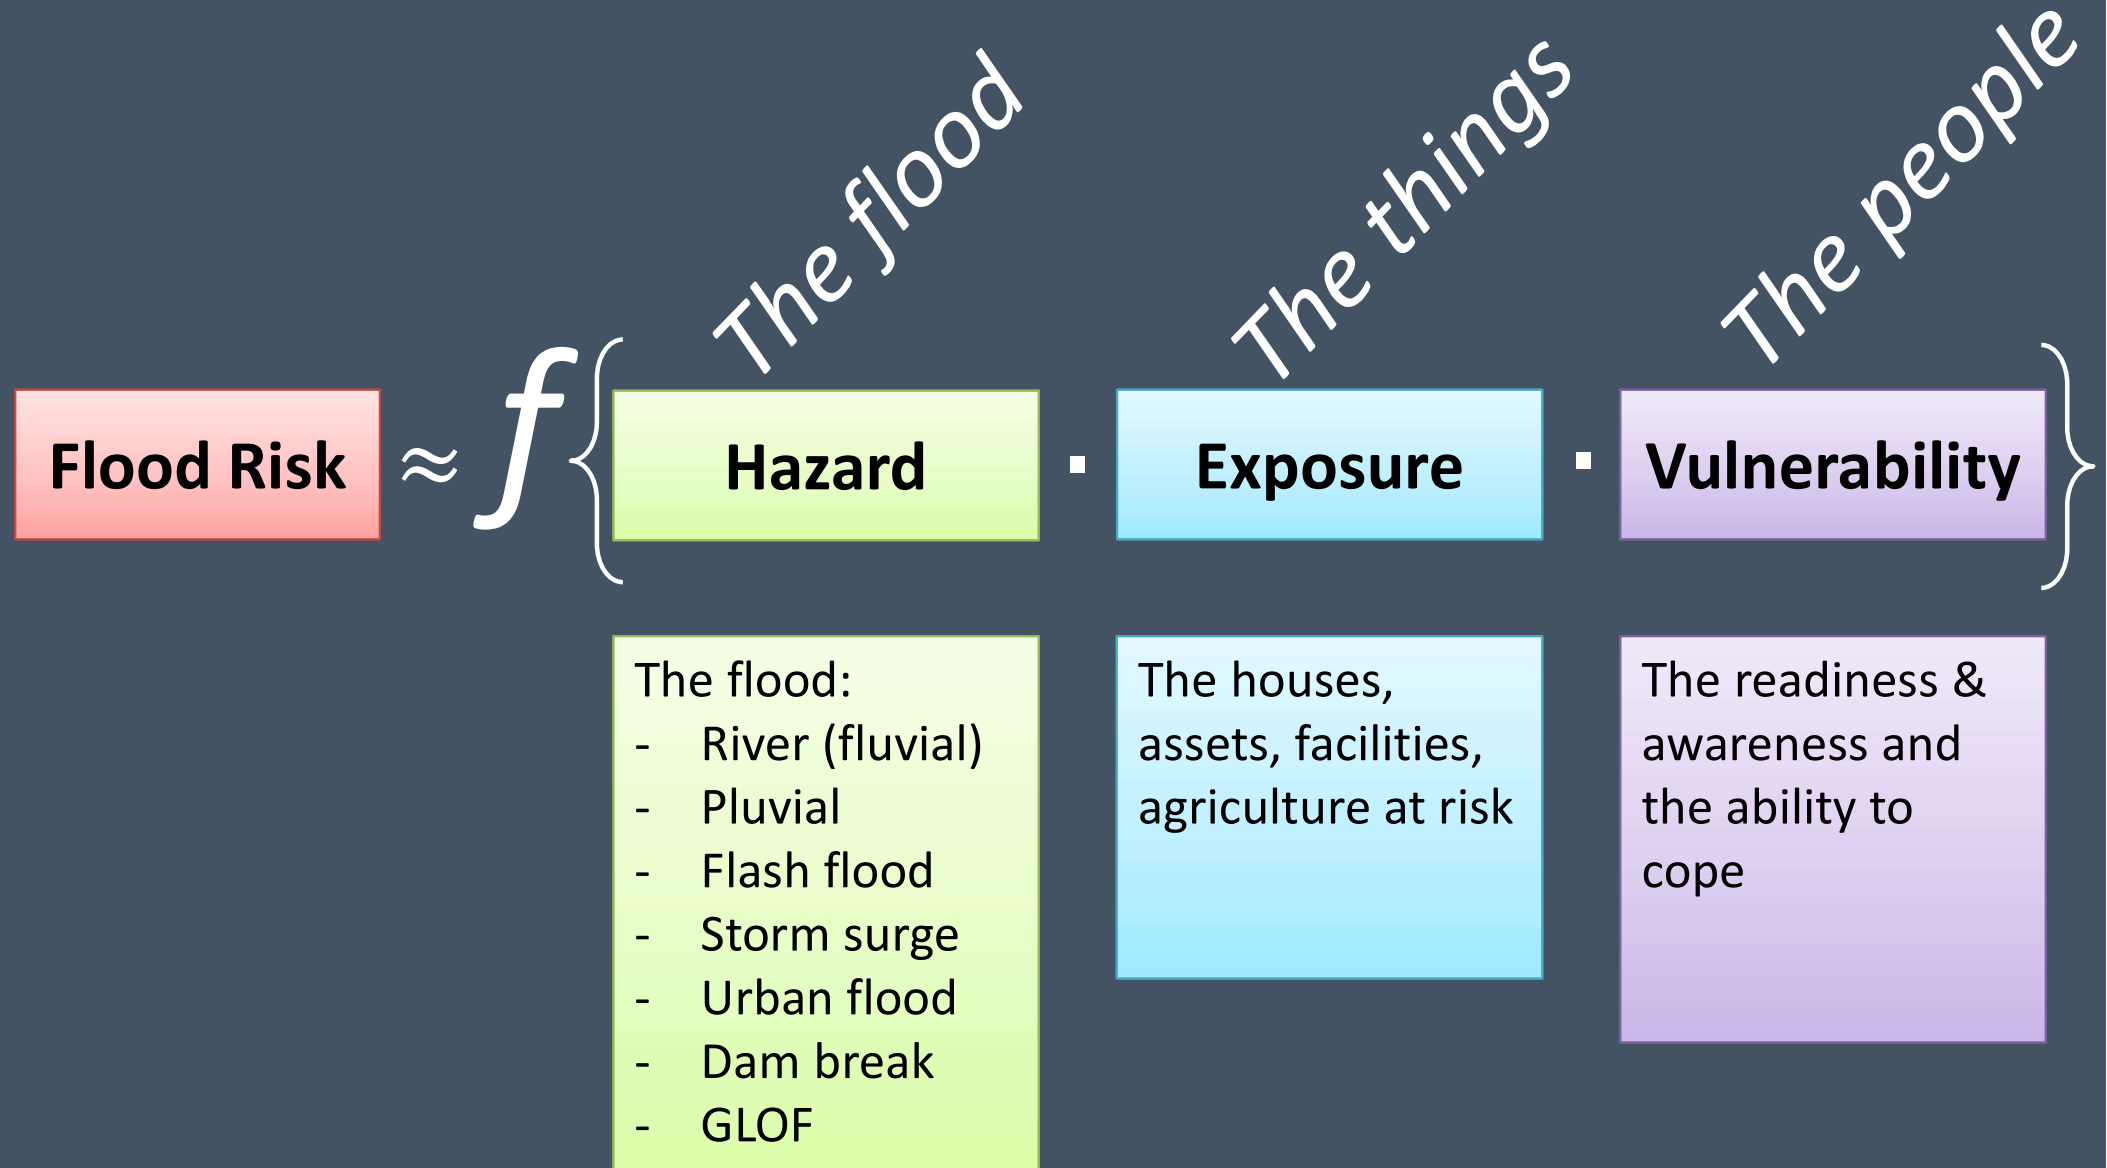 The flood
The things
The people
Flood Risk ≈ f { Hazard · Exposure · Vulnerability }
The flood:
- River (fluvial)
- Pluvial
- Flash flood
- Storm surge
- Urban flood
- Dam break
- GLOF
The houses,
assets, facilities,
agriculture at risk
The readiness &
awareness and
the ability to
cope